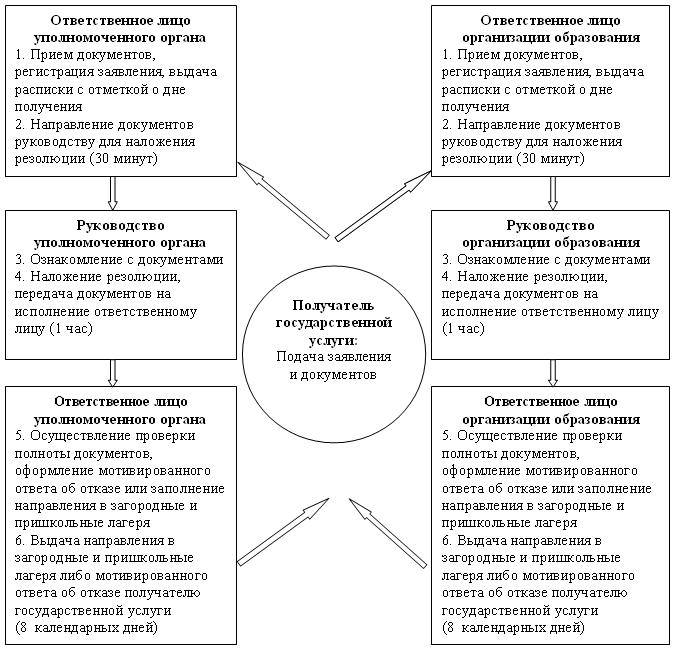 Ответственное лицо
уполномоченного органа
1. Прием документов,
регистрация заявления, выдача
расписки с отметкой о дне
получения
2. Направление документов
руководству для наложения
резолюции (30 минут)
Ответственное лицо
организации образования
1. Прием документов,
регистрация заявления, выдача
расписки с отметкой о дне
получения
2. Направление документов
руководству для наложения
резолюции (30 минут)
Руководство
уполномоченного органа
3. Ознакомление с документами
4. Наложение резолюции,
передача документов на
исполнение ответственному
лицу (1 час)
Получатель
государственной
услуги:
Подача заявления
и документов
Руководство
организации образования
3. Ознакомление с документами
4. Наложение резолюции,
передача документов на
исполнение ответственному лицу
(1 час)
Ответственное лицо
уполномоченного органа
5. Осуществление проверки
полноты документов,
оформление мотивированного
ответа об отказе или заполнение
направления в загородные и
пришкольные лагеря
6. Выдача направления в
загородные и пришкольные
лагеря либо мотивированного
ответа об отказе получателю
государственной услуги
(8 календарных дней)
Ответственное лицо
организации образования
5. Осуществление проверки
полноты документов,
оформление мотивированного
ответа об отказе или заполнение
направления в загородные и
пришкольные лагеря
6. Выдача направления в
загородные и пришкольные
лагеря либо мотивированного
ответа об отказе получателю
государственной услуги
(8 календарных дней)